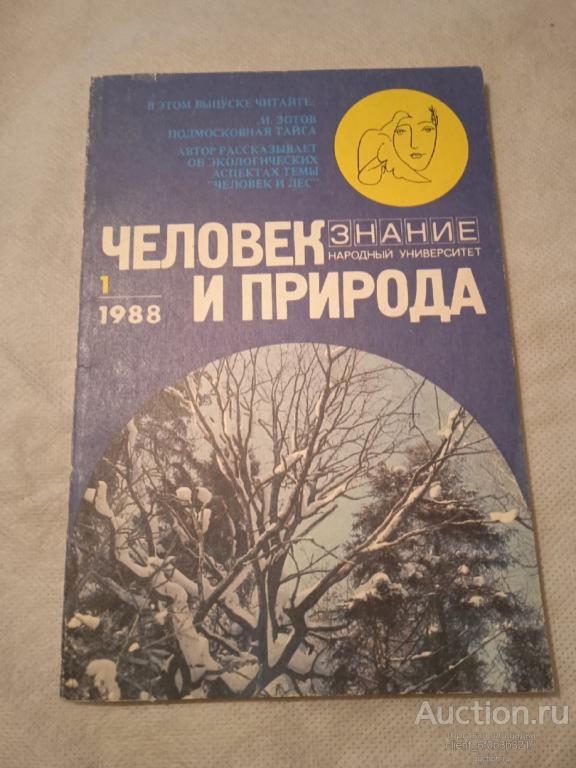 В ЭТОМ ВЫПУСКЕ ЧИТАЙТЕ:
И. ЗОТОВ
ПОДМОСКОВНАЯ ТАЙГА
АВТОР РАССКАЗЫВАЕТ
ОБ ЭКОЛОГИЧЕСКИХ
АСПЕКТАХ ТЕМЫ
"ЧЕЛОВЕК И ЛЕС"
ЧЕЛОВЕК
ЗНАНИЕ
НАРОДНЫЙ УНИВЕРСИТЕТ
И ПРИРОДА
1
1988
Auction.ru